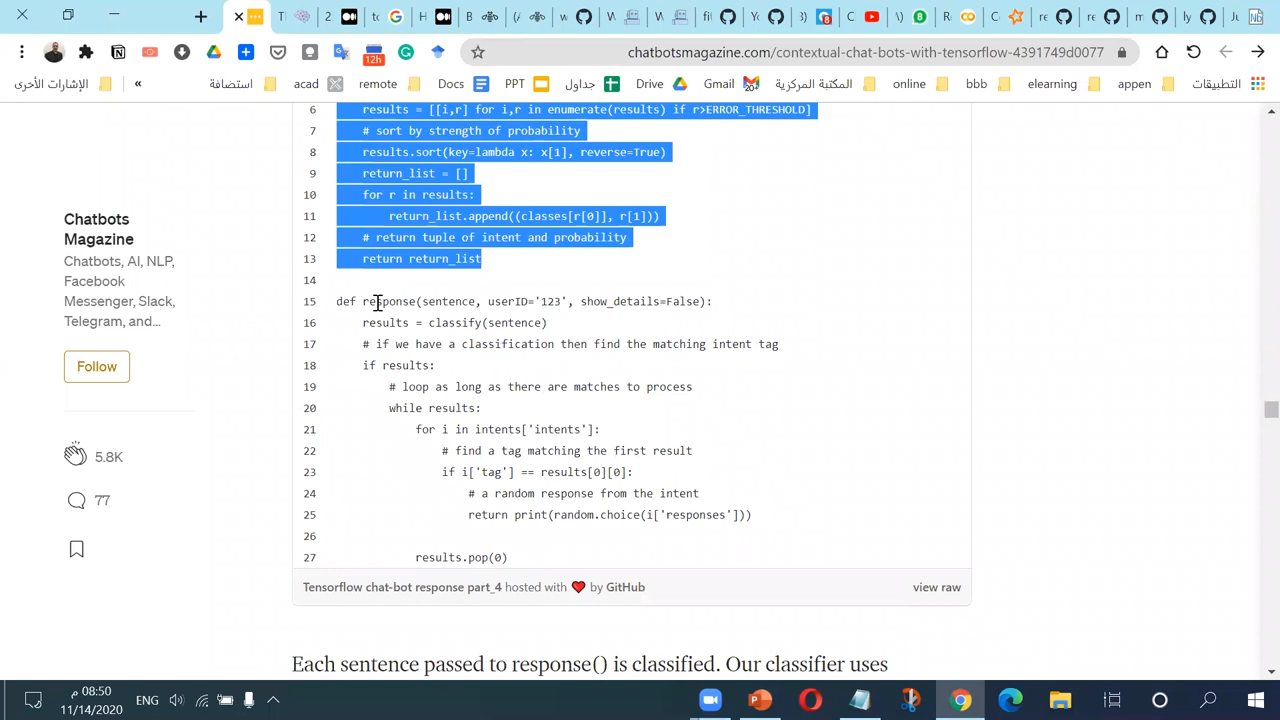 T
2
to
G
H
B
A
w
w
fil
Y
C
Y
R
C
re
re
m
ly
Ju
chatbotsmagazine.com/contextual-chat-bots-with-tensorflow-4391749d0077
12h
الإشارات الأخرى
«
استضافة
acad
remote
Docs
PPT
جداول
Drive
Gmail
المكتبة المركزية
online
bbb
elearning
appen
التطبيقات
6 results = [[i,r] for i,r in enumerate(results) if r>ERROR_THRESHOLD]
7 # sort by strength of probability
8 results.sort(key=lambda x: x[1], reverse=True)
9 return_list = []
10 for r in results:
11 return_list.append((classes[r[0]], r[1]))
12 # return tuple of intent and probability
13 return return_list
14
15 def response(sentence, userID='123', show_details=False):
16 results = classify(sentence)
17 # if we have a classification then find the matching intent tag
18 if results:
19 # loop as long as there are matches to process
20 while results:
21 for i in intents['intents']:
22 # find a tag matching the first result
23 if i['tag'] == results[0][0]:
24 # a random response from the intent
25 return print(random.choice(i['responses']))
26
27 results.pop(0)
Tensorflow chat-bot response part_4 hosted with ❤ by GitHub
view raw
Chatbots
Magazine
Chatbots, AI, NLP,
Facebook
Messenger, Slack,
Telegram, and…
Follow
5.8K
77
Each sentence passed to response() is classified. Our classifier uses
08:50 م
11/14/2020
ENG